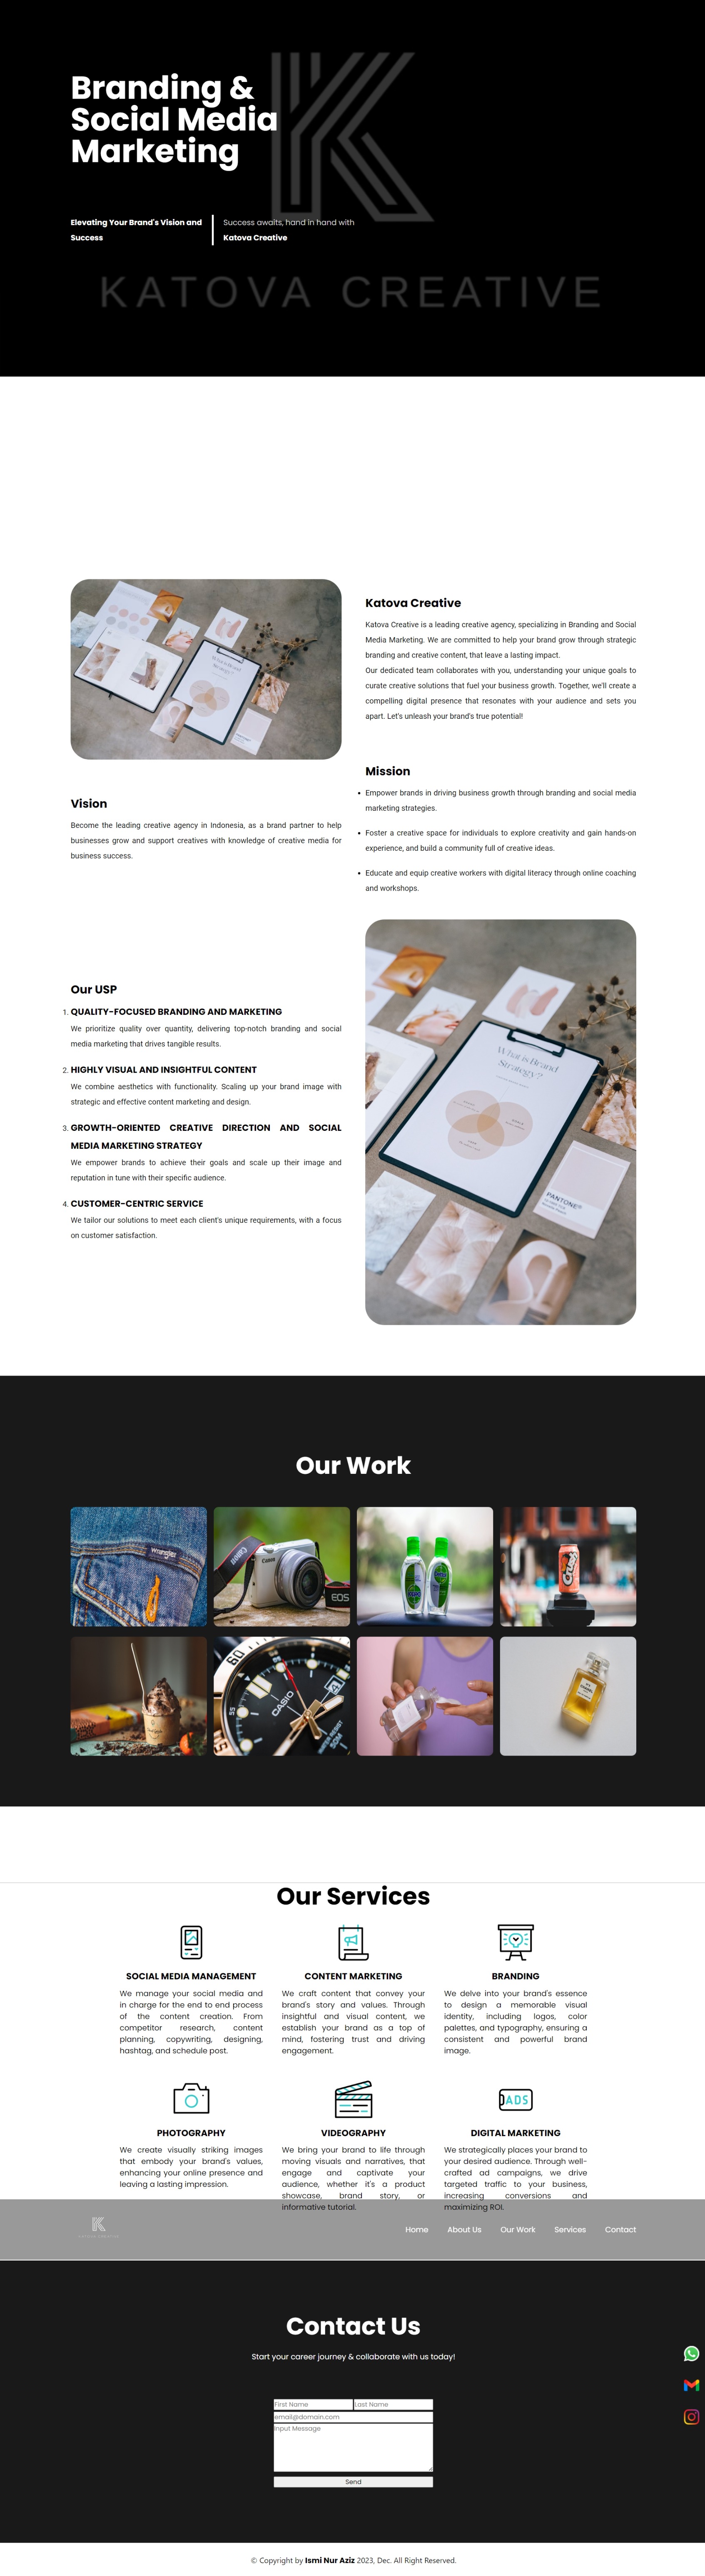 Branding &
Social Media
Marketing
Elevating Your Brand's Vision and
Success
Success awaits, hand in hand with
Katova Creative
KATOVA CREATIVE
Katova Creative
Katova Creative is a leading creative agency, specializing in Branding and Social
Media Marketing. We are committed to help your brand grow through strategic
branding and creative content, that leave a lasting impact.
Our dedicated team collaborates with you, understanding your unique goals to
curate creative solutions that fuel your business growth. Together, we'll create a
compelling digital presence that resonates with your audience and sets you
apart. Let's unleash your brand's true potential!
Vision
Become the leading creative agency in Indonesia, as a brand partner to help
businesses grow and support creatives with knowledge of creative media for
business success.
Mission
• Empower brands in driving business growth through branding and social media
marketing strategies.
• Foster a creative space for individuals to explore creativity and gain hands-on
experience, and build a community full of creative ideas.
• Educate and equip creative workers with digital literacy through online coaching
and workshops.
Our USP
1. QUALITY-FOCUSED BRANDING AND MARKETING
We prioritize quality over quantity, delivering top-notch branding and social
media marketing that drives tangible results.
2. HIGHLY VISUAL AND INSIGHTFUL CONTENT
We combine aesthetics with functionality. Scaling up your brand image with
strategic and effective content marketing and design.
3. GROWTH-ORIENTED CREATIVE DIRECTION AND SOCIAL
MEDIA MARKETING STRATEGY
We empower brands to achieve their goals and scale up their image and
reputation in tune with their specific audience.
4. CUSTOMER-CENTRIC SERVICE
We tailor our solutions to meet each client's unique requirements, with a focus
on customer satisfaction.
What is Brand
Strategy?
PANTONE®
Our Work
Wrangler
Canon
Canon
EOS
Crush
60
55
CASIO
WATER RESIST
50M
CHANEL
Our Services
SOCIAL MEDIA MANAGEMENT
We manage your social media and
in charge for the end to end process
of the content creation. From
competitor research, content
planning, copywriting, designing,
hashtag, and schedule post.
CONTENT MARKETING
We craft content that convey your
brand's story and values. Through
insightful and visual content, we
establish your brand as a top of
mind, fostering trust and driving
engagement.
BRANDING
We delve into your brand's essence
to design a memorable visual
identity, including logos, color
palettes, and typography, ensuring a
consistent and powerful brand
image.
PHOTOGRAPHY
We create visually striking images
that embody your brand's values,
enhancing your online presence and
leaving a lasting impression.
VIDEOGRAPHY
We bring your brand to life through
moving visuals and narratives, that
engage and captivate your
audience, whether it's a product
showcase, brand story, or
informative tutorial.
ADS
DIGITAL MARKETING
We strategically places your brand to
your desired audience. Through well-
crafted ad campaigns, we drive
targeted traffic to your business,
increasing conversions and
maximizing ROI.
Home About Us Our Work Services Contact
Contact Us
Start your career journey & collaborate with us today!
First Name Last Name
email@domain.com
Input Message
Send
© Copyright by Ismi Nur Aziz 2023, Dec. All Right Reserved.